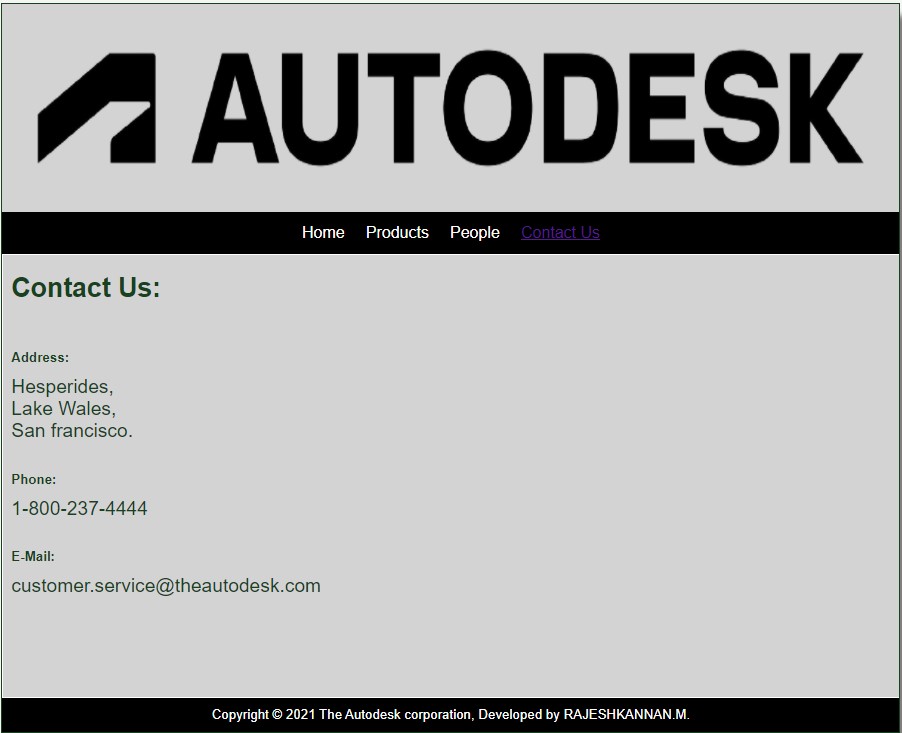 AUTODESK
Home Products People Contact Us
Contact Us:
Address:
Hesperides,
Lake Wales,
San francisco.
Phone:
1-800-237-4444
E-Mail:
customer.service@theautodesk.com
Copyright © 2021 The Autodesk corporation, Developed by RAJESHKANNAN.M.